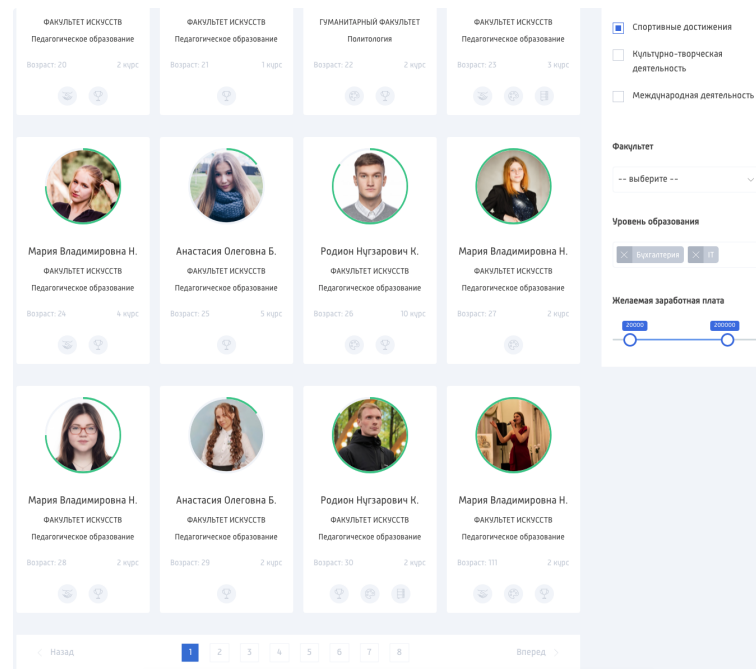 ФАКУЛЬТЕТ ИСКУССТВ
Педагогическое образование
Возраст: 20 2 курс
ФАКУЛЬТЕТ ИСКУССТВ
Педагогическое образование
Возраст: 21 1 курс
ГУМАНИТАРНЫЙ ФАКУЛЬТЕТ
Политология
Возраст: 22 2 курс
ФАКУЛЬТЕТ ИСКУССТВ
Педагогическое образование
Возраст: 23 3 курс
Мария Владимировна Н.
ФАКУЛЬТЕТ ИСКУССТВ
Педагогическое образование
Возраст: 24 4 курс
Анастасия Олеговна Б.
ФАКУЛЬТЕТ ИСКУССТВ
Педагогическое образование
Возраст: 25 5 курс
Родион Нугзарович К.
ФАКУЛЬТЕТ ИСКУССТВ
Педагогическое образование
Возраст: 26 10 курс
Мария Владимировна Н.
ФАКУЛЬТЕТ ИСКУССТВ
Педагогическое образование
Возраст: 27 2 курс
Мария Владимировна Н.
ФАКУЛЬТЕТ ИСКУССТВ
Педагогическое образование
Возраст: 28 2 курс
Анастасия Олеговна Б.
ФАКУЛЬТЕТ ИСКУССТВ
Педагогическое образование
Возраст: 29 2 курс
Родион Нугзарович К.
ФАКУЛЬТЕТ ИСКУССТВ
Педагогическое образование
Возраст: 30 2 курс
Мария Владимировна Н.
ФАКУЛЬТЕТ ИСКУССТВ
Педагогическое образование
Возраст: 111 2 курс
Назад 1 2 3 4 5 6 7 8 Вперед
Спортивные достижения
Культурно-творческая
деятельность
Международная деятельность
Факультет
-- выберите --
Уровень образования
Бухгалтерия IT
Желаемая заработная плата
20000 200000